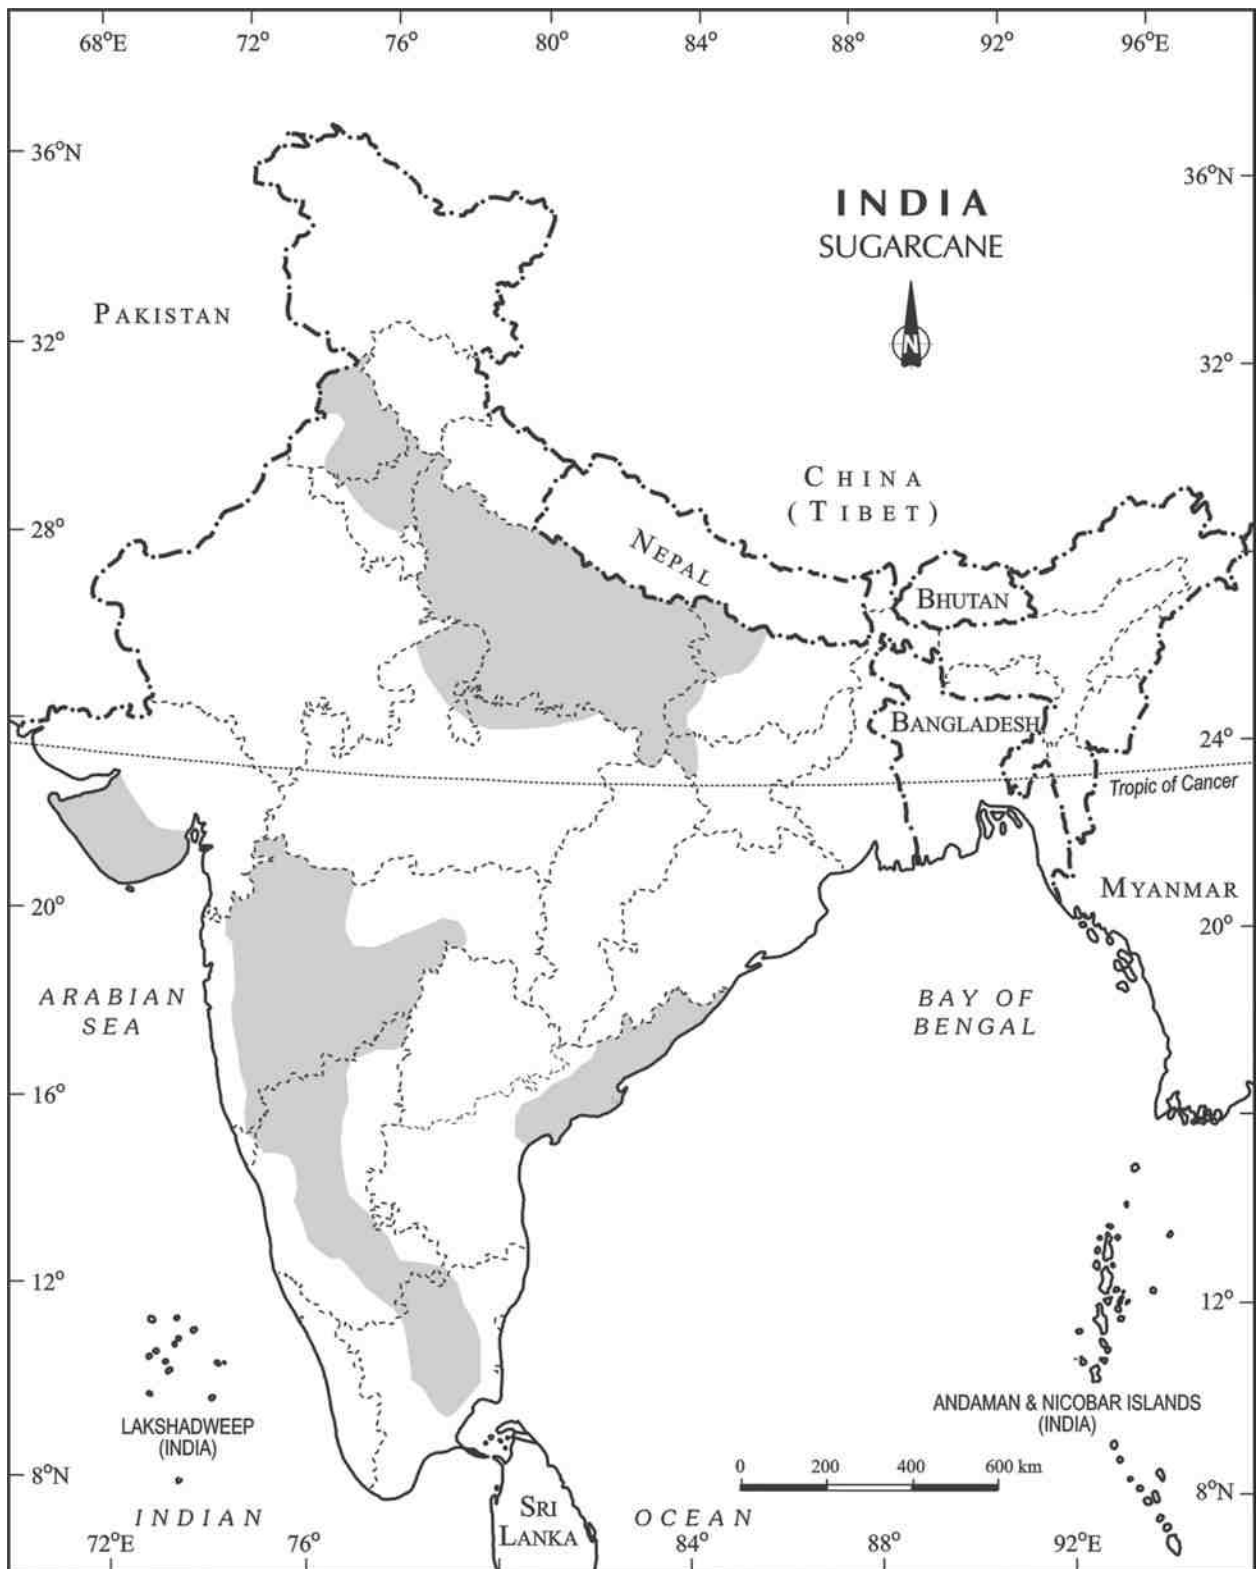 68°E 72° 76° 80° 84° 88° 92° 96°E
36°N
36°N
INDIA
SUGARCANE
N
PAKISTAN
32°
32°
CHINA
(TIBET)
28°
NEPAL
BHUTAN
BANGLADESH
24°
Tropic of Cancer
MYANMAR
20°
20°
ARABIAN
SEA
BAY OF
BENGAL
16°
12°
12°
LAKSHADWEEP
(INDIA)
ANDAMAN & NICOBAR ISLANDS
(INDIA)
0 200 400 600 km
8°N
8°N
INDIAN
SRI
LANKA
OCEAN
72°E 76° 84° 88° 92°E